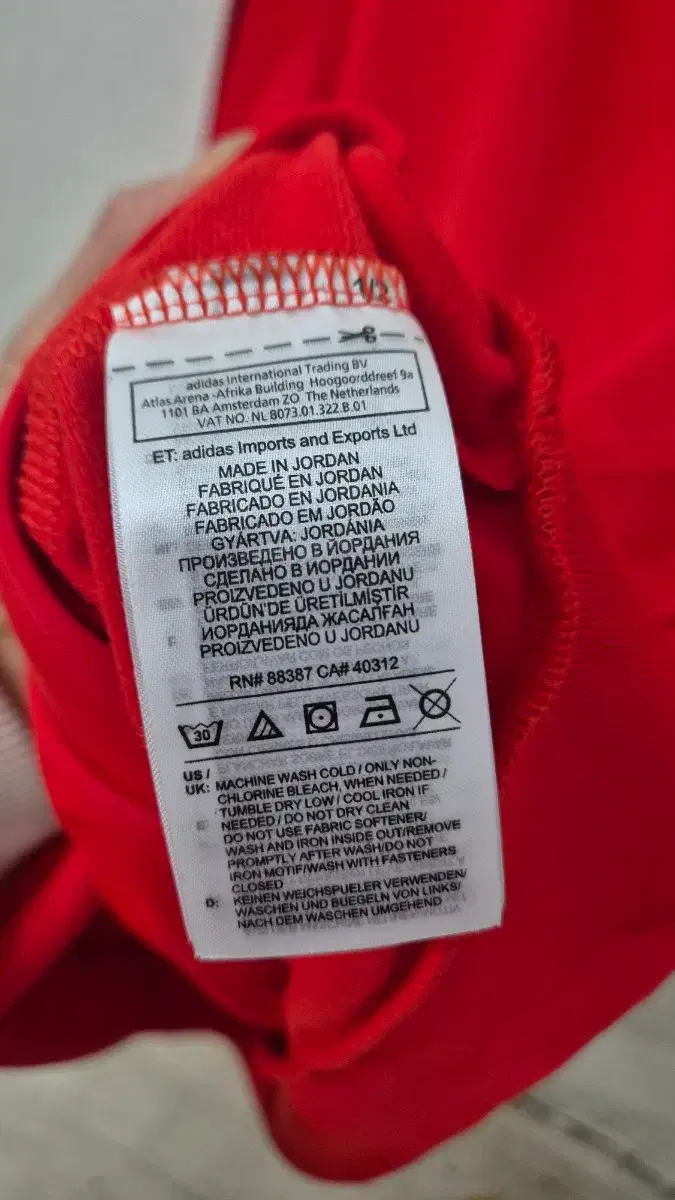 1/2
adidas International Trading BV
Atlas Arena -Afrika Building Hoogoorddreef 9a
1101 BA Amsterdam ZO The Netherlands
VAT NO. NL 8073.01.322.B.01
ET: adidas Imports and Exports Ltd
MADE IN JORDAN
FABRIQUÉ EN JORDAN
FABRICADO EN JORDANIA
FABRICADO EM JORDÃO
GYÁRTVA: JORDÁNIA
ПРОИЗВЕДЕНО В ЙОРДАНИЯ
СДЕЛАНО В ИОРДАНИИ
PROIZVEDENO U JORDANU
ÜRDÜN'DE ÜRETİLMİŞTİR
ИОРДАНИЯДА ЖАСАЛҒАН
PROIZVEDENO U JORDANU
RN# 88387 CA# 40312
30
US /
UK: MACHINE WASH COLD / ONLY NON-
CHLORINE BLEACH, WHEN NEEDED /
TUMBLE DRY LOW / COOL IRON IF
NEEDED / DO NOT DRY CLEAN
DO NOT USE FABRIC SOFTENER/
WASH AND IRON INSIDE OUT/REMOVE
PROMPTLY AFTER WASH/DO NOT
IRON MOTIF/WASH WITH FASTENERS
CLOSED
D: KEINEN WEICHSPUELER VERWENDEN/
WASCHEN UND BUEGELN VON LINKS/
NACH DEM WASCHEN UMGEHEND